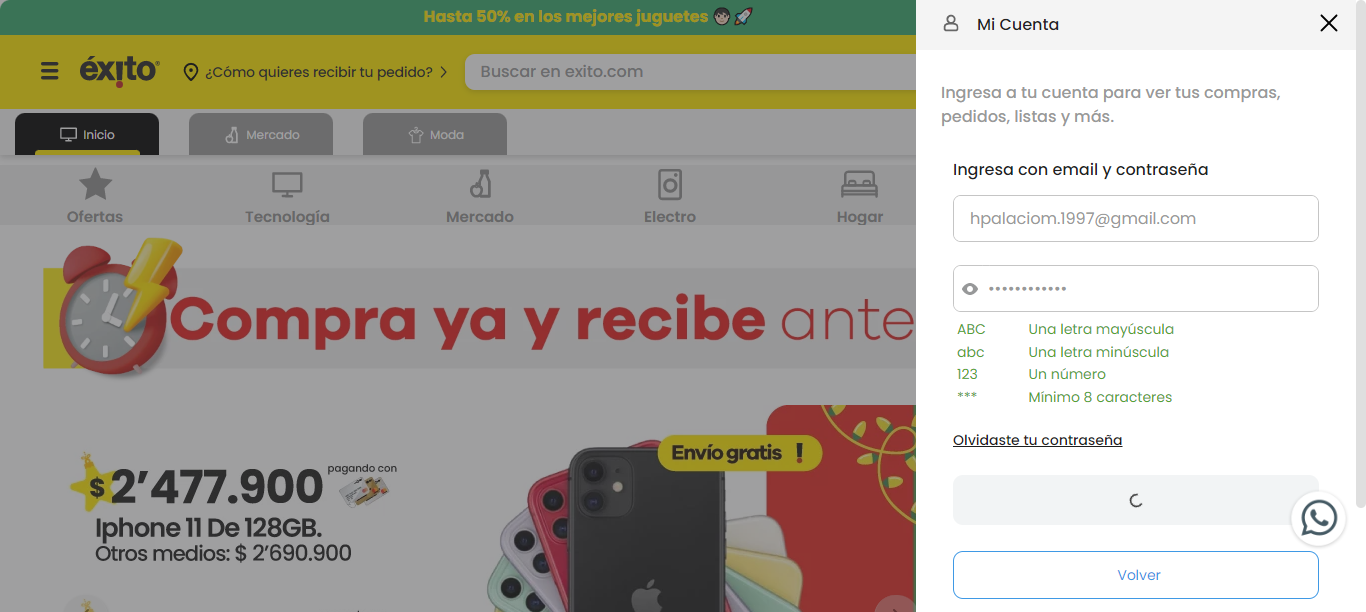 Hasta 50% en los mejores juguetes
Mi Cuenta
éxito
¿Cómo quieres recibir tu pedido?
Buscar en exito.com
Ingresa a tu cuenta para ver tus compras,
pedidos, listas y más.
Inicio
Mercado
Moda
Ingresa con email y contraseña
hpalaciom.1997@gmail.com
Ofertas
Tecnología
Mercado
Electro
Hogar
••••••••••••
Compra ya y recibe ante
ABC Una letra mayúscula
abc Una letra minúscula
123 Un número
*** Mínimo 8 caracteres
Olvidaste tu contraseña
Envío gratis !
$2’477.900
pagando con
Iphone 11 De 128GB.
Otros medios: $ 2’690.900
Volver